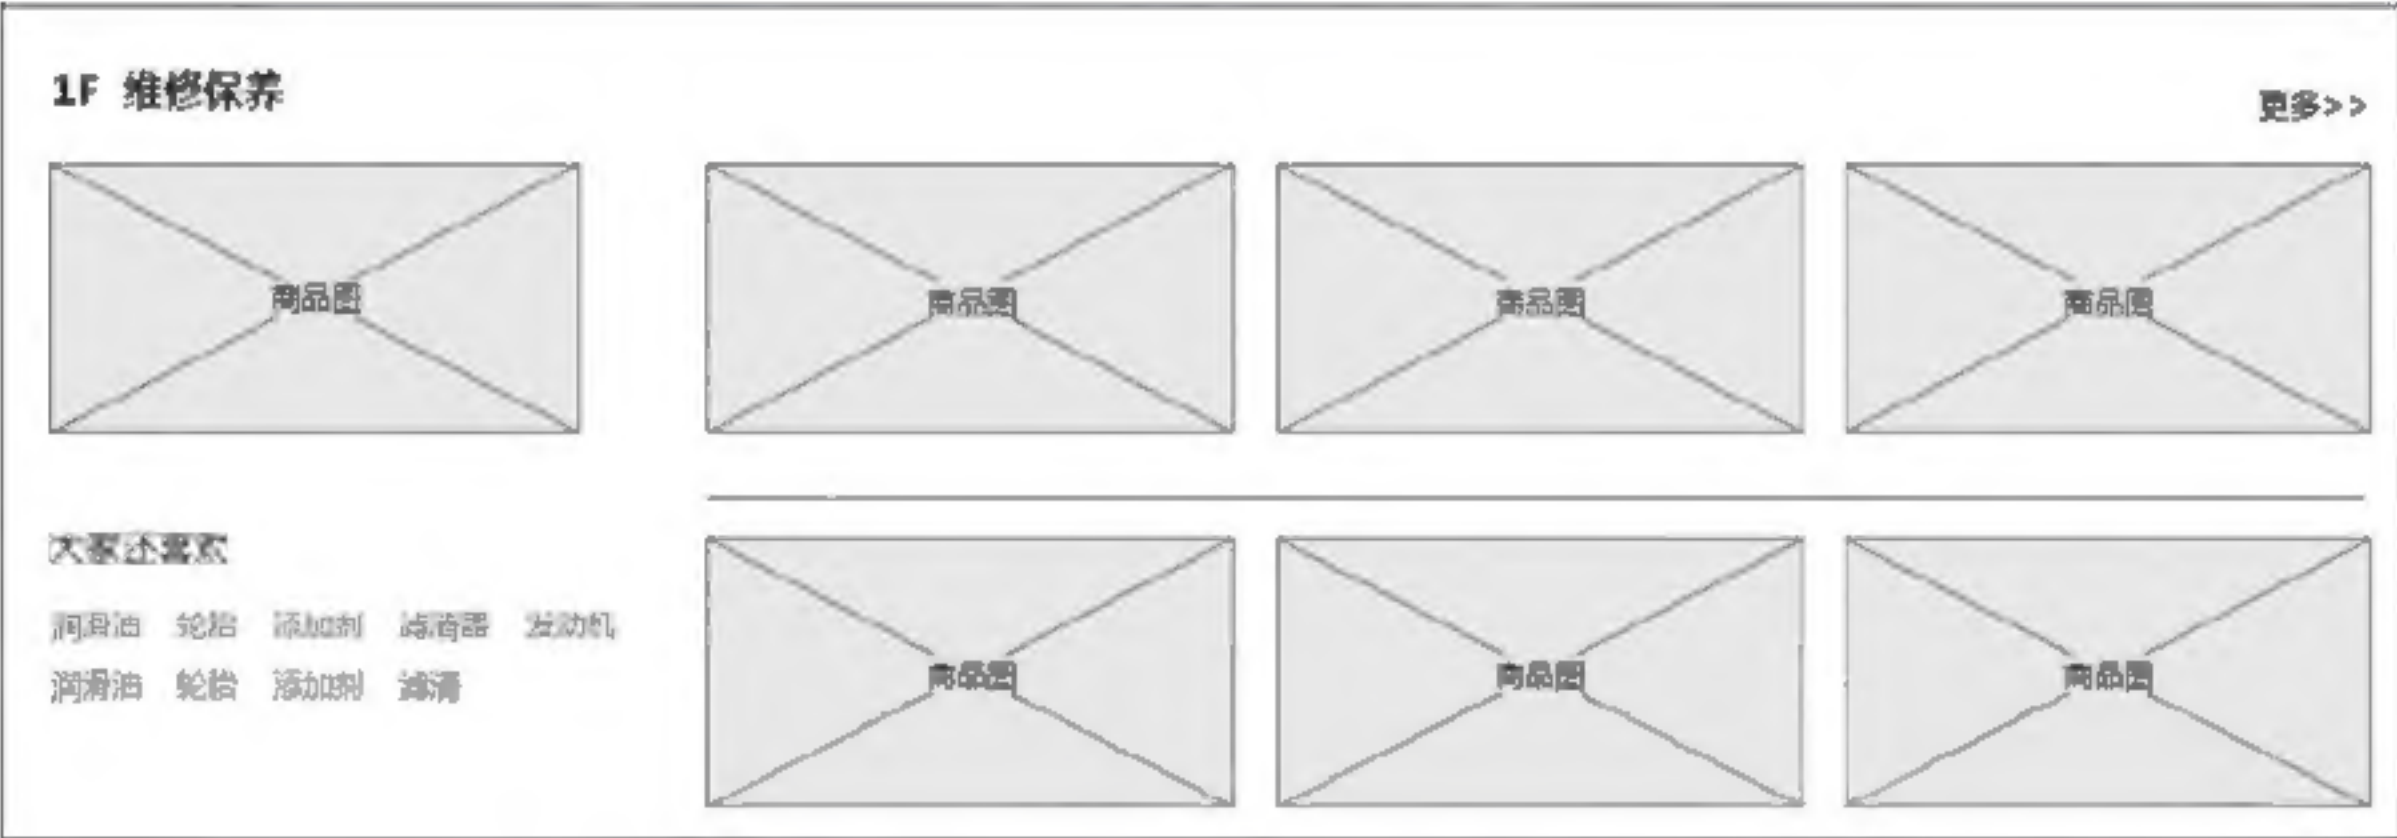 1F 维修保养
更多>>
商品图 商品图 商品图 商品图
大家还喜欢
润滑油 轮胎 添加剂 滤清器 发动机
润滑油 轮胎 添加剂 滤清
商品图 商品图 商品图